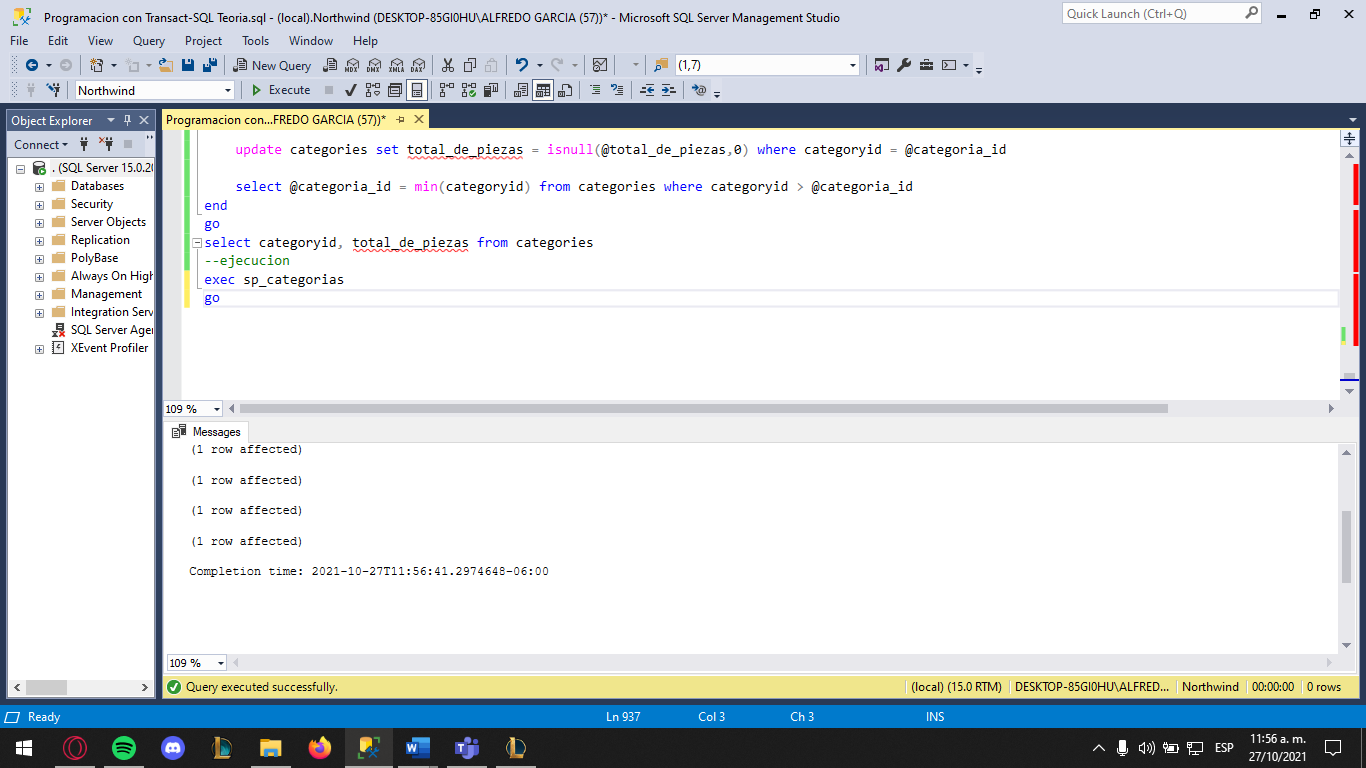 Programacion con Transact-SQL Teoria.sql - (local).Northwind (DESKTOP-85GI0HU\ALFREDO GARCIA (57))* - Microsoft SQL Server Management Studio
Quick Launch (Ctrl+Q)
File Edit View Query Project Tools Window Help
New Query MDX DMX XMLA DAX (1,7)
Northwind Execute
Object Explorer
Programacion con...FREDO GARCIA (57))*
Connect
. (SQL Server 15.0.20
Databases
Security
Server Objects
Replication
PolyBase
Always On High
Management
Integration Serv
SQL Server Agen
XEvent Profiler
update categories set total_de_piezas = isnull(@total_de_piezas,0) where categoryid = @categoria_id
select @categoria_id = min(categoryid) from categories where categoryid > @categoria_id
end
go
select categoryid, total_de_piezas from categories
--ejecucion
exec sp_categorias
go
109 %
Messages
(1 row affected)
(1 row affected)
(1 row affected)
(1 row affected)
Completion time: 2021-10-27T11:56:41.2974648-06:00
109 %
Query executed successfully. (local) (15.0 RTM) DESKTOP-85GI0HU\ALFRED... Northwind 00:00:00 0 rows
Ready Ln 937 Col 3 Ch 3 INS
ESP 11:56 a. m.
27/10/2021